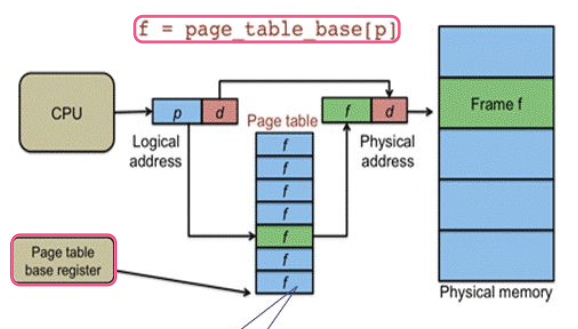 f = page_table_base[p]
CPU
p d
Logical
address
Page table
f
f
f
f
f
f
f
f d
Physical
address
Frame f
Physical memory
Page table
base register